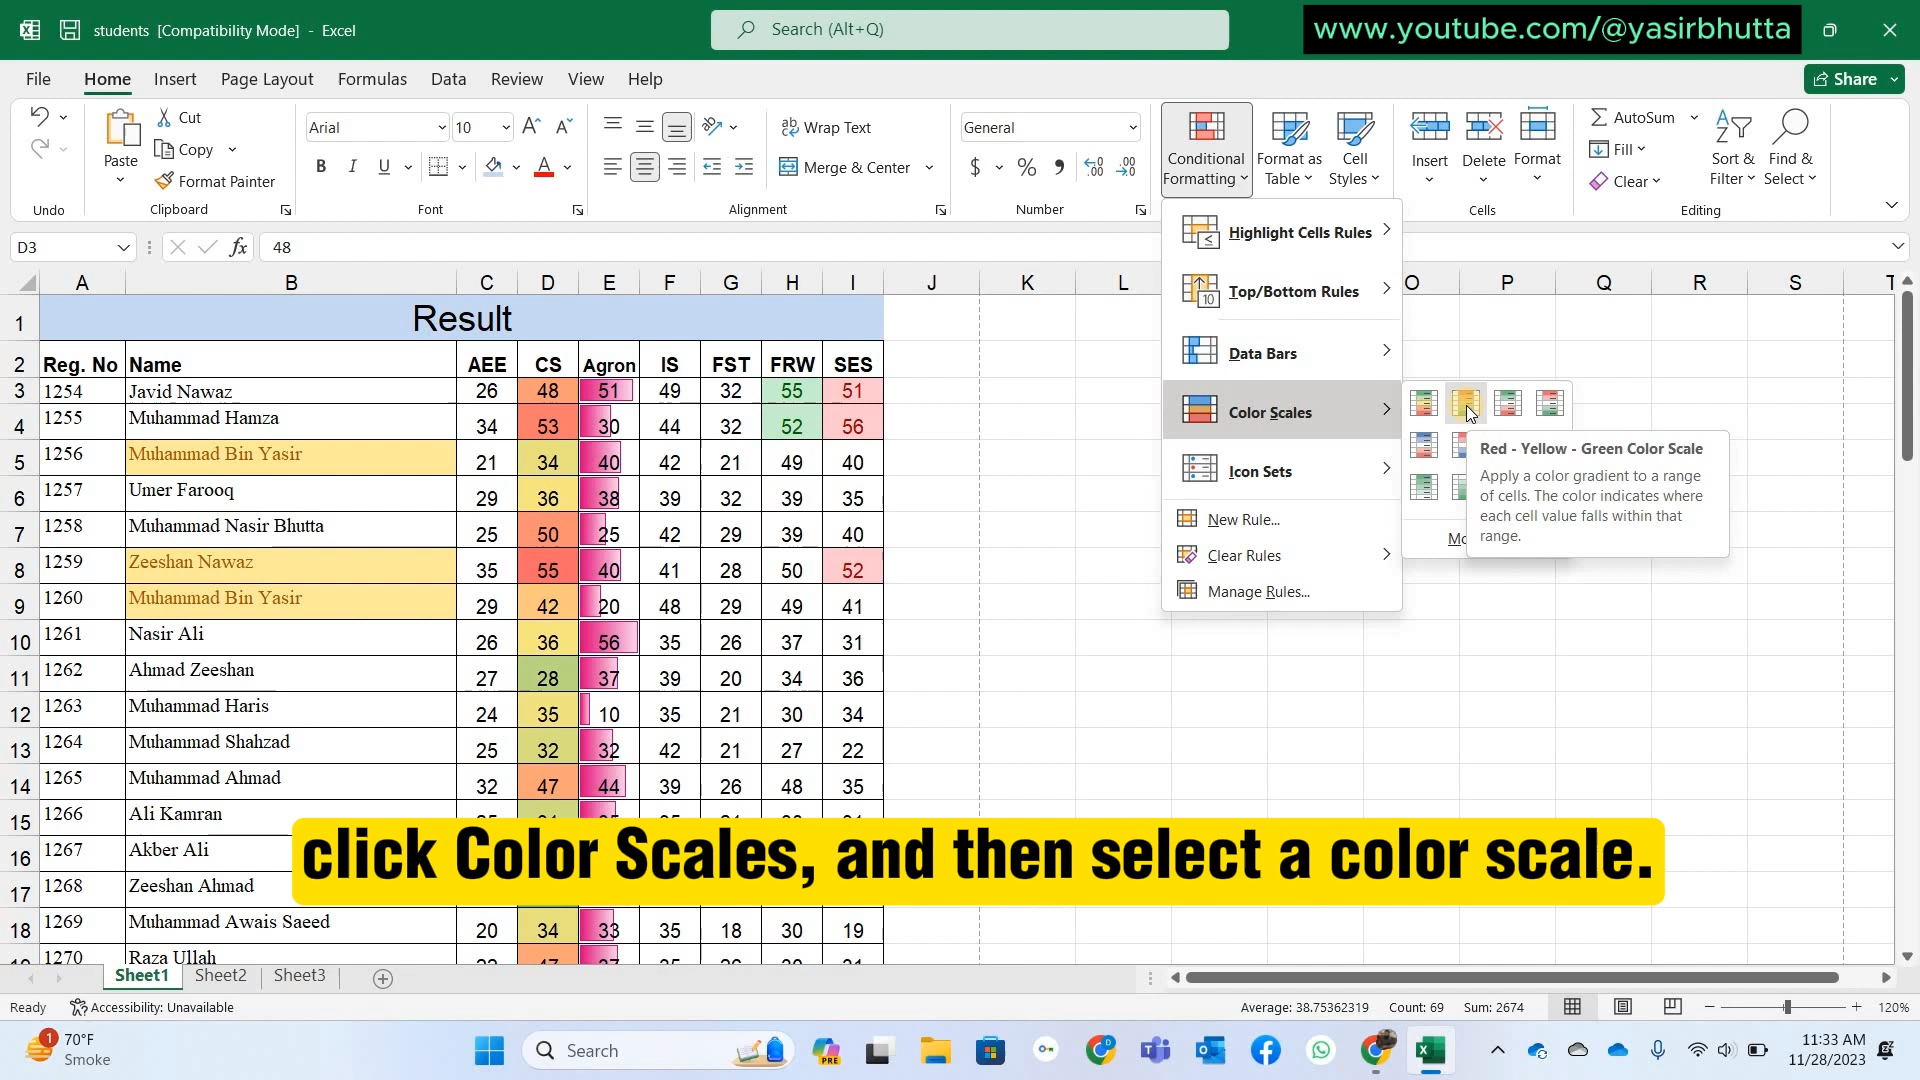 students [Compatibility Mode] - Excel
Search (Alt+Q)
www.youtube.com/@yasirbhutta
File Home Insert Page Layout Formulas Data Review View Help
Share
Paste
Cut
Copy
Format Painter
Arial 10
B I U
Wrap Text
Merge & Center
General
$ %
Conditional Formatting
Format as Table
Cell Styles
Insert Delete Format
AutoSum
Fill
Clear
Sort & Filter
Find & Select
Undo Clipboard Font Alignment Number Cells Editing
D3 fx 48
A B C D E F G H I J K L O P Q R S T
1 Result
2 Reg. No Name AEE CS Agron IS FST FRW SES
3 1254 Javid Nawaz 26 48 51 49 32 55 51
4 1255 Muhammad Hamza 34 53 30 44 32 52 56
5 1256 Muhammad Bin Yasir 21 34 40 42 21 49 40
6 1257 Umer Farooq 29 36 38 39 32 39 35
7 1258 Muhammad Nasir Bhutta 25 50 25 42 29 39 40
8 1259 Zeeshan Nawaz 35 55 40 41 28 50 52
9 1260 Muhammad Bin Yasir 29 42 20 48 29 49 41
10 1261 Nasir Ali 26 36 56 35 26 37 31
11 1262 Ahmad Zeeshan 27 28 37 39 20 34 36
12 1263 Muhammad Haris 24 35 10 35 21 30 34
13 1264 Muhammad Shahzad 25 32 32 42 21 27 22
14 1265 Muhammad Ahmad 32 47 44 39 26 48 35
15 1266 Ali Kamran
16 1267 Akber Ali
17 1268 Zeeshan Ahmad
18 1269 Muhammad Awais Saeed 20 34 33 35 18 30 19
1270 Raza Ullah
Highlight Cells Rules
Top/Bottom Rules
Data Bars
Color Scales
Icon Sets
New Rule...
Clear Rules
Manage Rules...
Red - Yellow - Green Color Scale
Apply a color gradient to a range
of cells. The color indicates where
each cell value falls within that
range.
click Color Scales, and then select a color scale.
Sheet1 Sheet2 Sheet3
Ready Accessibility: Unavailable Average: 38.75362319 Count: 69 Sum: 2674 120%
1 70°F
Smoke
Search
PRE
11:33 AM
11/28/2023